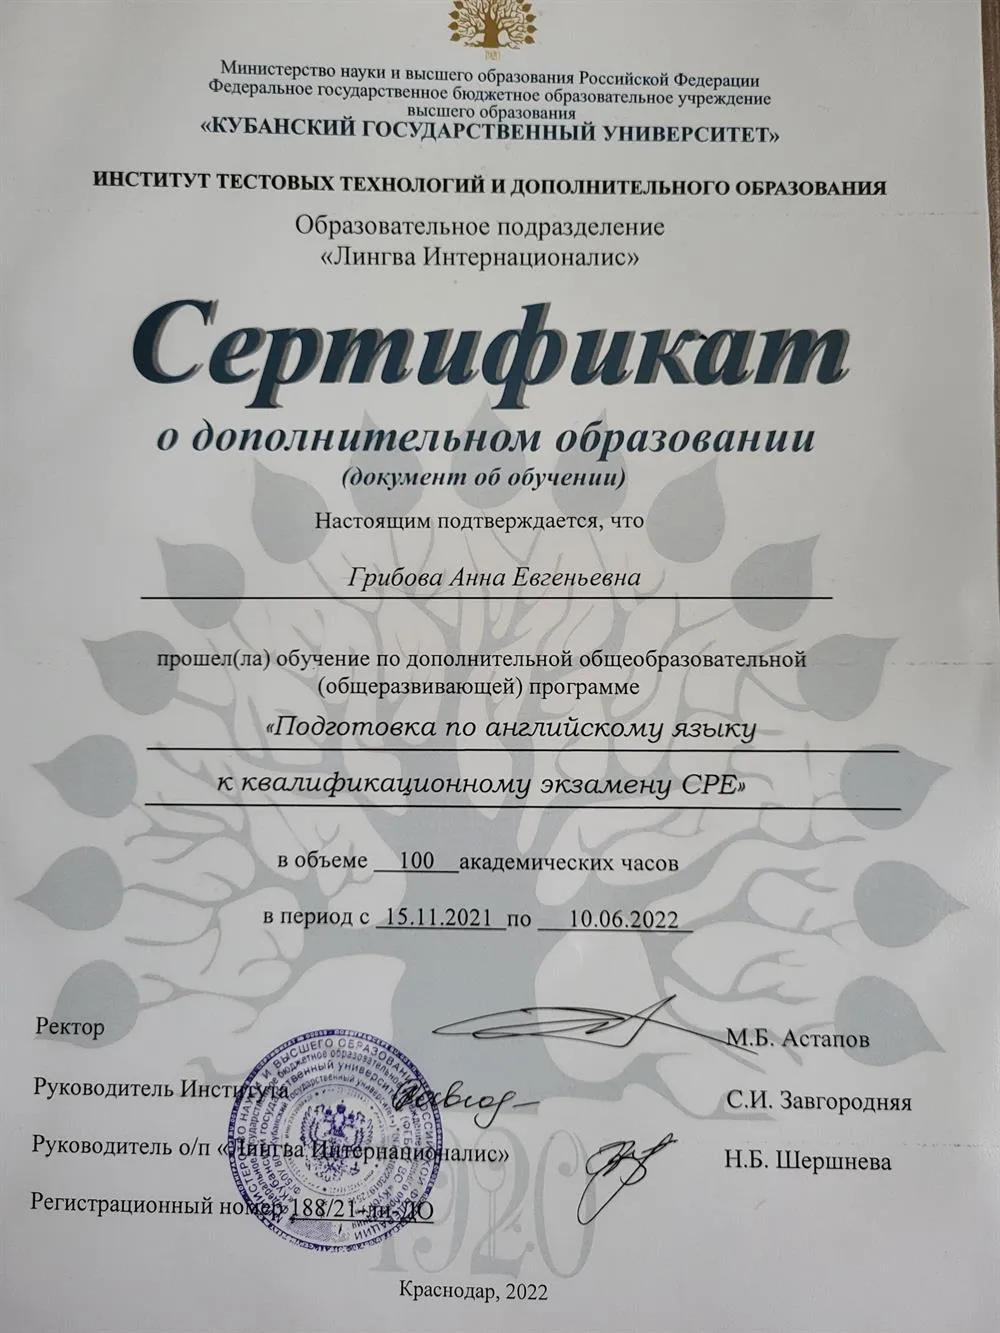 1920
Министерство науки и высшего образования Российской Федерации
Федеральное государственное бюджетное образовательное учреждение
высшего образования
«КУБАНСКИЙ ГОСУДАРСТВЕННЫЙ УНИВЕРСИТЕТ»
ИНСТИТУТ ТЕСТОВЫХ ТЕХНОЛОГИЙ И ДОПОЛНИТЕЛЬНОГО ОБРАЗОВАНИЯ
Образовательное подразделение
«Лингва Интернационалис»
Сертификат
о дополнительном образовании
(документ об обучении)
Настоящим подтверждается, что
Грибова Анна Евгеньевна
прошел(ла) обучение по дополнительной общеобразовательной
(общеразвивающей) программе
«Подготовка по английскому языку
к квалификационному экзамену CPE»
в объеме 100 академических часов
в период с 15.11.2021 по 10.06.2022
Ректор М.Б. Астапов
Руководитель Института С.И. Завгородняя
Руководитель о/п «Лингва Интернационалис» Н.Б. Шершнева
Регистрационный номер 188/21-ли-ДО
1920
Краснодар, 2022